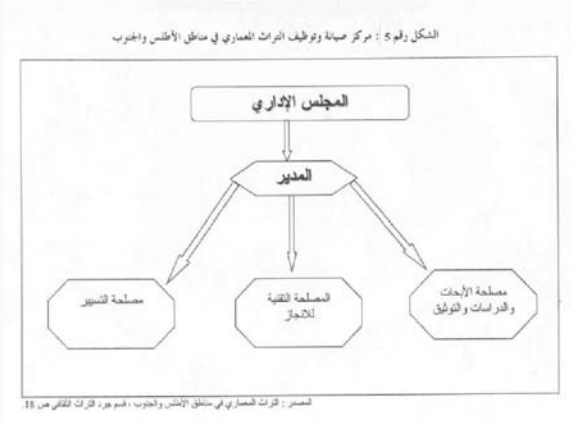 الشكل رقم 5 : مركز صيانة وتوظيف التراث المعماري في مناطق الأطلس والجنوب
المجلس الإداري
المدير
مصلحة الأبحاث
والدراسات والتوثيق
المصلحة التقنية
للانجاز
مصلحة التسيير
المصدر : التراث المعماري في مناطق الأطلس والجنوب ، قسم جرد التراث الثقافي ص 18.